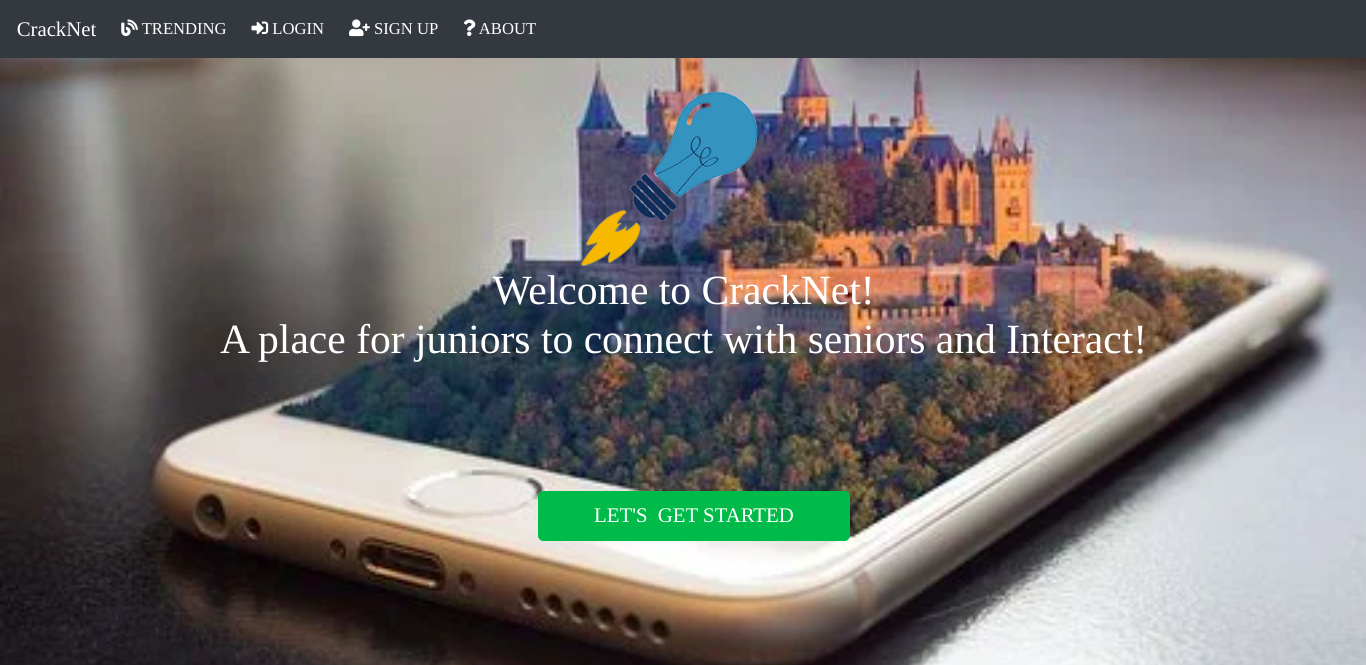 CrackNet TRENDING LOGIN SIGN UP ABOUT
Welcome to CrackNet!
A place for juniors to connect with seniors and Interact!
LET'S GET STARTED